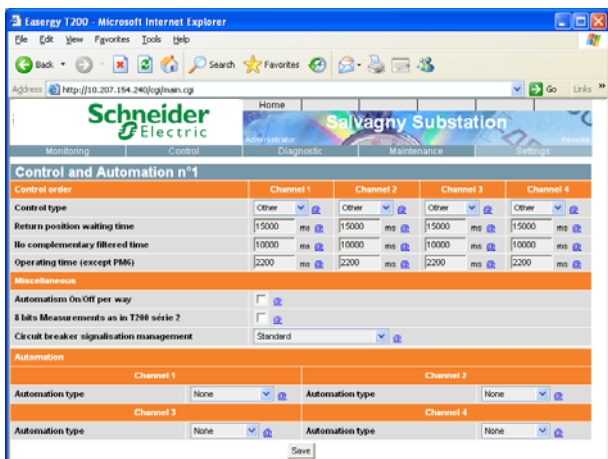 Easergy T200 - Microsoft Internet Explorer
File Edit View Favorites Tools Help
Back Search Favorites
Address http://10.207.154.240/cgi/main.cgi Go Links »
Schneider Electric
Home
Salvagny Substation
Administrator Remote
Monitoring Control Diagnostic Maintenance Settings
Control and Automation n°1
Control order Channel 1 Channel 2 Channel 3 Channel 4
Control type Other @ Other @ Other @ Other @
Return position waiting time 15000 ms @ 15000 ms @ 15000 ms @ 15000 ms @
No complementary filtered time 10000 ms @ 10000 ms @ 10000 ms @ 10000 ms @
Operating time (except PM6) 2200 ms @ 2200 ms @ 2200 ms @ 2200 ms @
Miscellaneous
Automatism On/Off per way @
8 bits Measurements as in T200 série 2 @
Circuit breaker signalisation management Standard @
Automation
Channel 1 Channel 2
Automation type None @ Automation type None @
Channel 3 Channel 4
Automation type None @ Automation type None @
Save